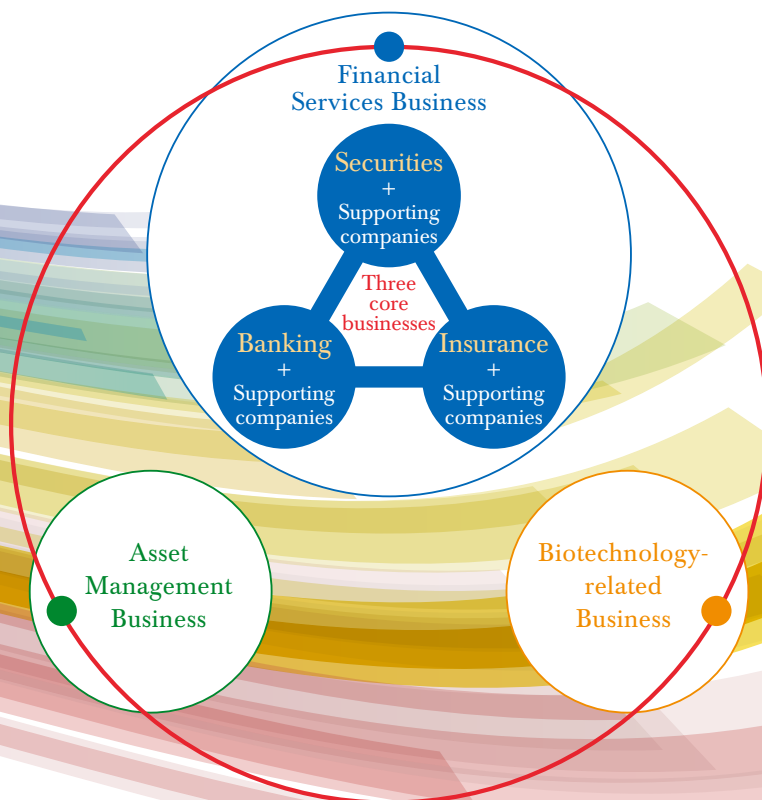 Financial
Services Business
Securities
+
Supporting
companies
Three
core
businesses
Banking
+
Supporting
companies
Insurance
+
Supporting
companies
Asset
Management
Business
Biotechnology-
related
Business